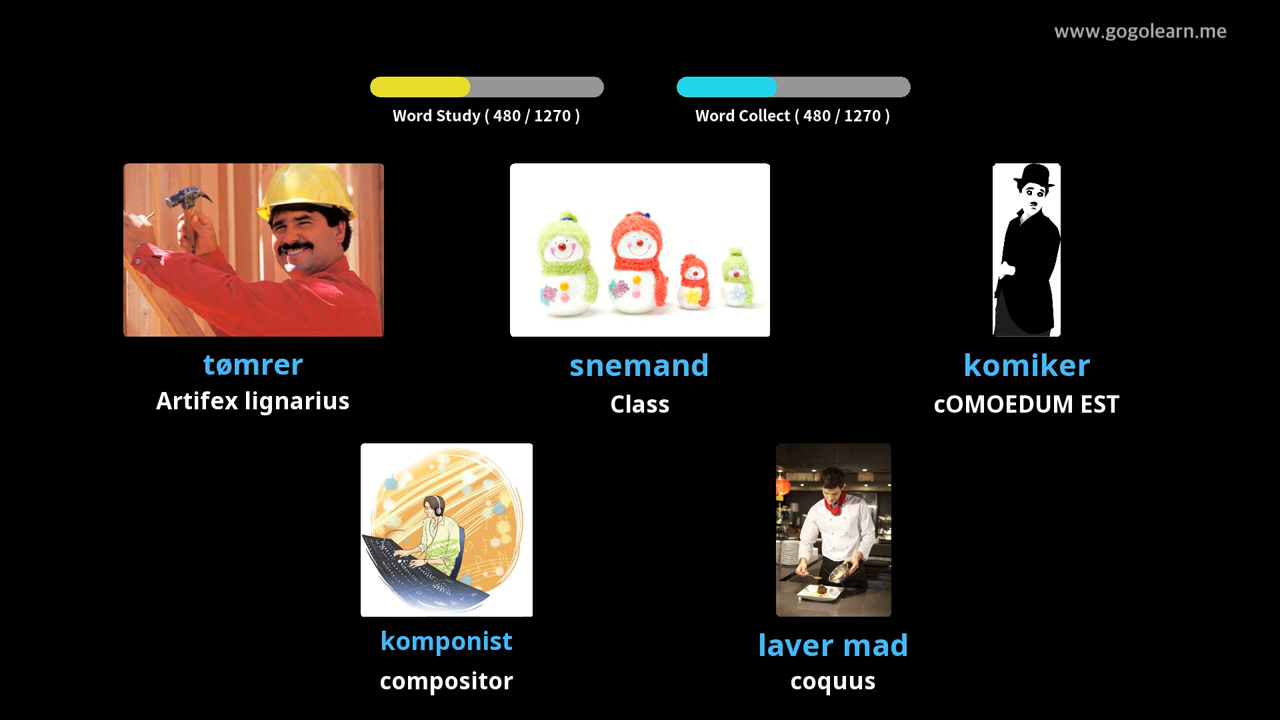 www.gogolearn.me
Word Study ( 480 / 1270 )
Word Collect ( 480 / 1270 )
tømrer
Artifex lignarius
snemand
Class
komiker
cOMOEDUM EST
komponist
compositor
laver mad
coquus